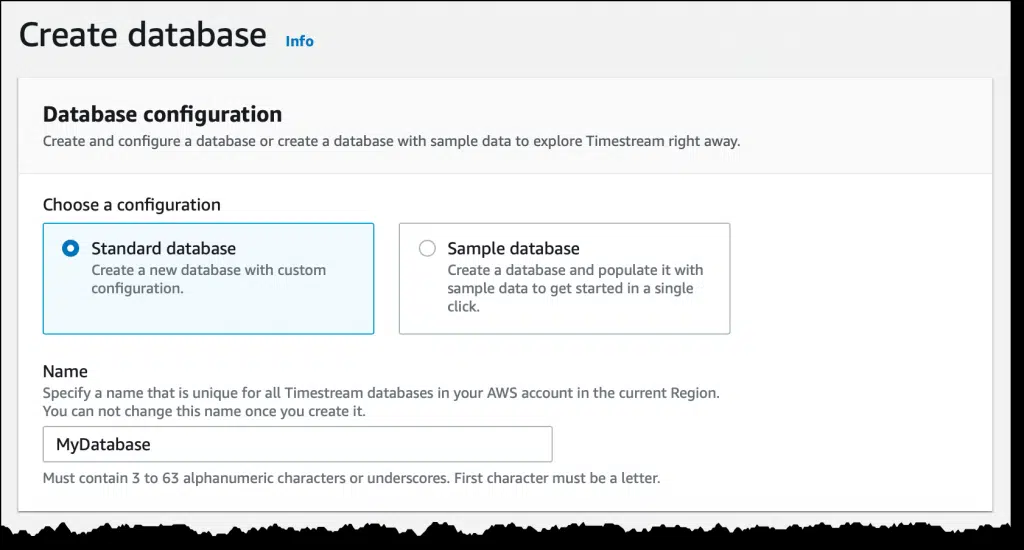 Create database Info
Database configuration
Create and configure a database or create a database with sample data to explore Timestream right away.
Choose a configuration
Standard database
Create a new database with custom
configuration.
Sample database
Create a database and populate it with
sample data to get started in a single
click.
Name
Specify a name that is unique for all Timestream databases in your AWS account in the current Region.
You can not change this name once you create it.
MyDatabase
Must contain 3 to 63 alphanumeric characters or underscores. First character must be a letter.